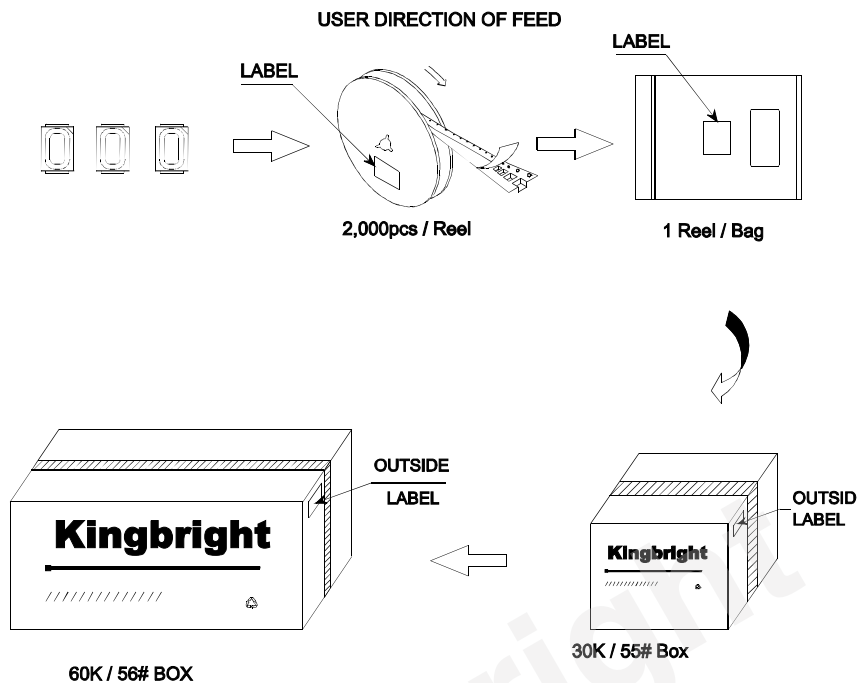 USER DIRECTION OF FEED
LABEL
LABEL
2,000pcs / Reel
1 Reel / Bag
OUTSIDE
LABEL
OUTSID
LABEL
Kingbright
Kingbright
30K / 55# Box
60K / 56# BOX
right